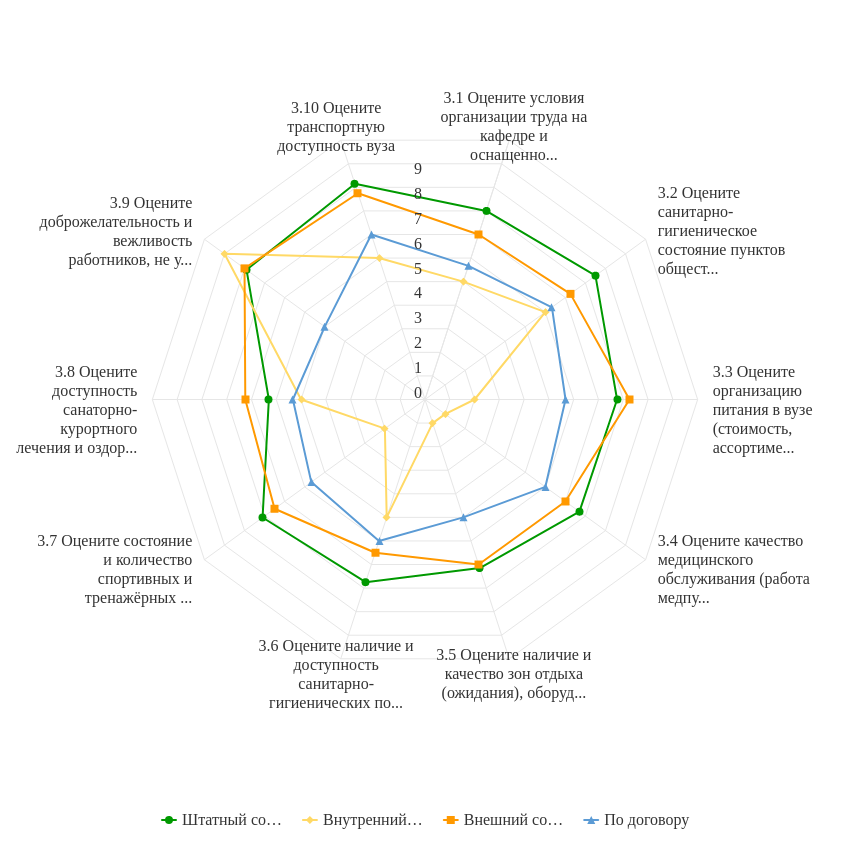 3.1 Оцените условия
организации труда на
кафедре и
оснащенно...
3.2 Оцените
санитарно-
гигиеническое
состояние пунктов
общест...
3.3 Оцените
организацию
питания в вузе
(стоимость,
ассортиме...
3.4 Оцените качество
медицинского
обслуживания (работа
медпу...
3.5 Оцените наличие и
качество зон отдыха
(ожидания), оборуд...
3.6 Оцените наличие и
доступность
санитарно-
гигиенических по...
3.7 Оцените состояние
и количество
спортивных и
тренажёрных ...
3.8 Оцените
доступность
санаторно-
курортного
лечения и оздор...
3.9 Оцените
доброжелательность и
вежливость
работников, не у...
3.10 Оцените
транспортную
доступность вуза
9
8
7
6
5
4
3
2
1
0
Штатный со…
Внутренний…
Внешний со…
По договору